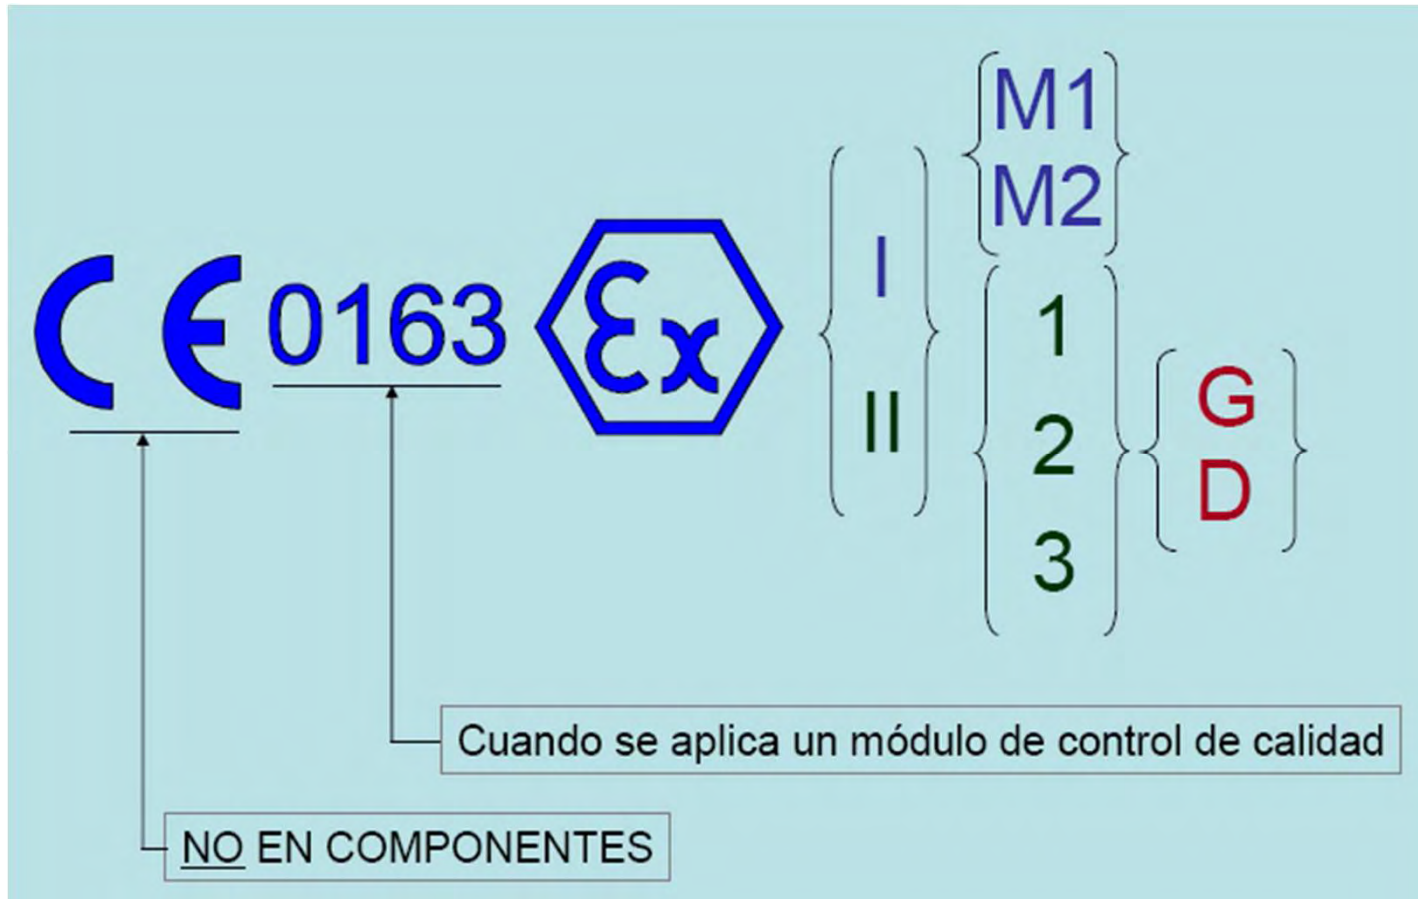 CE 0163 Ex
I
II
M1
M2
1
2
3
G
D
Cuando se aplica un módulo de control de calidad
NO EN COMPONENTES